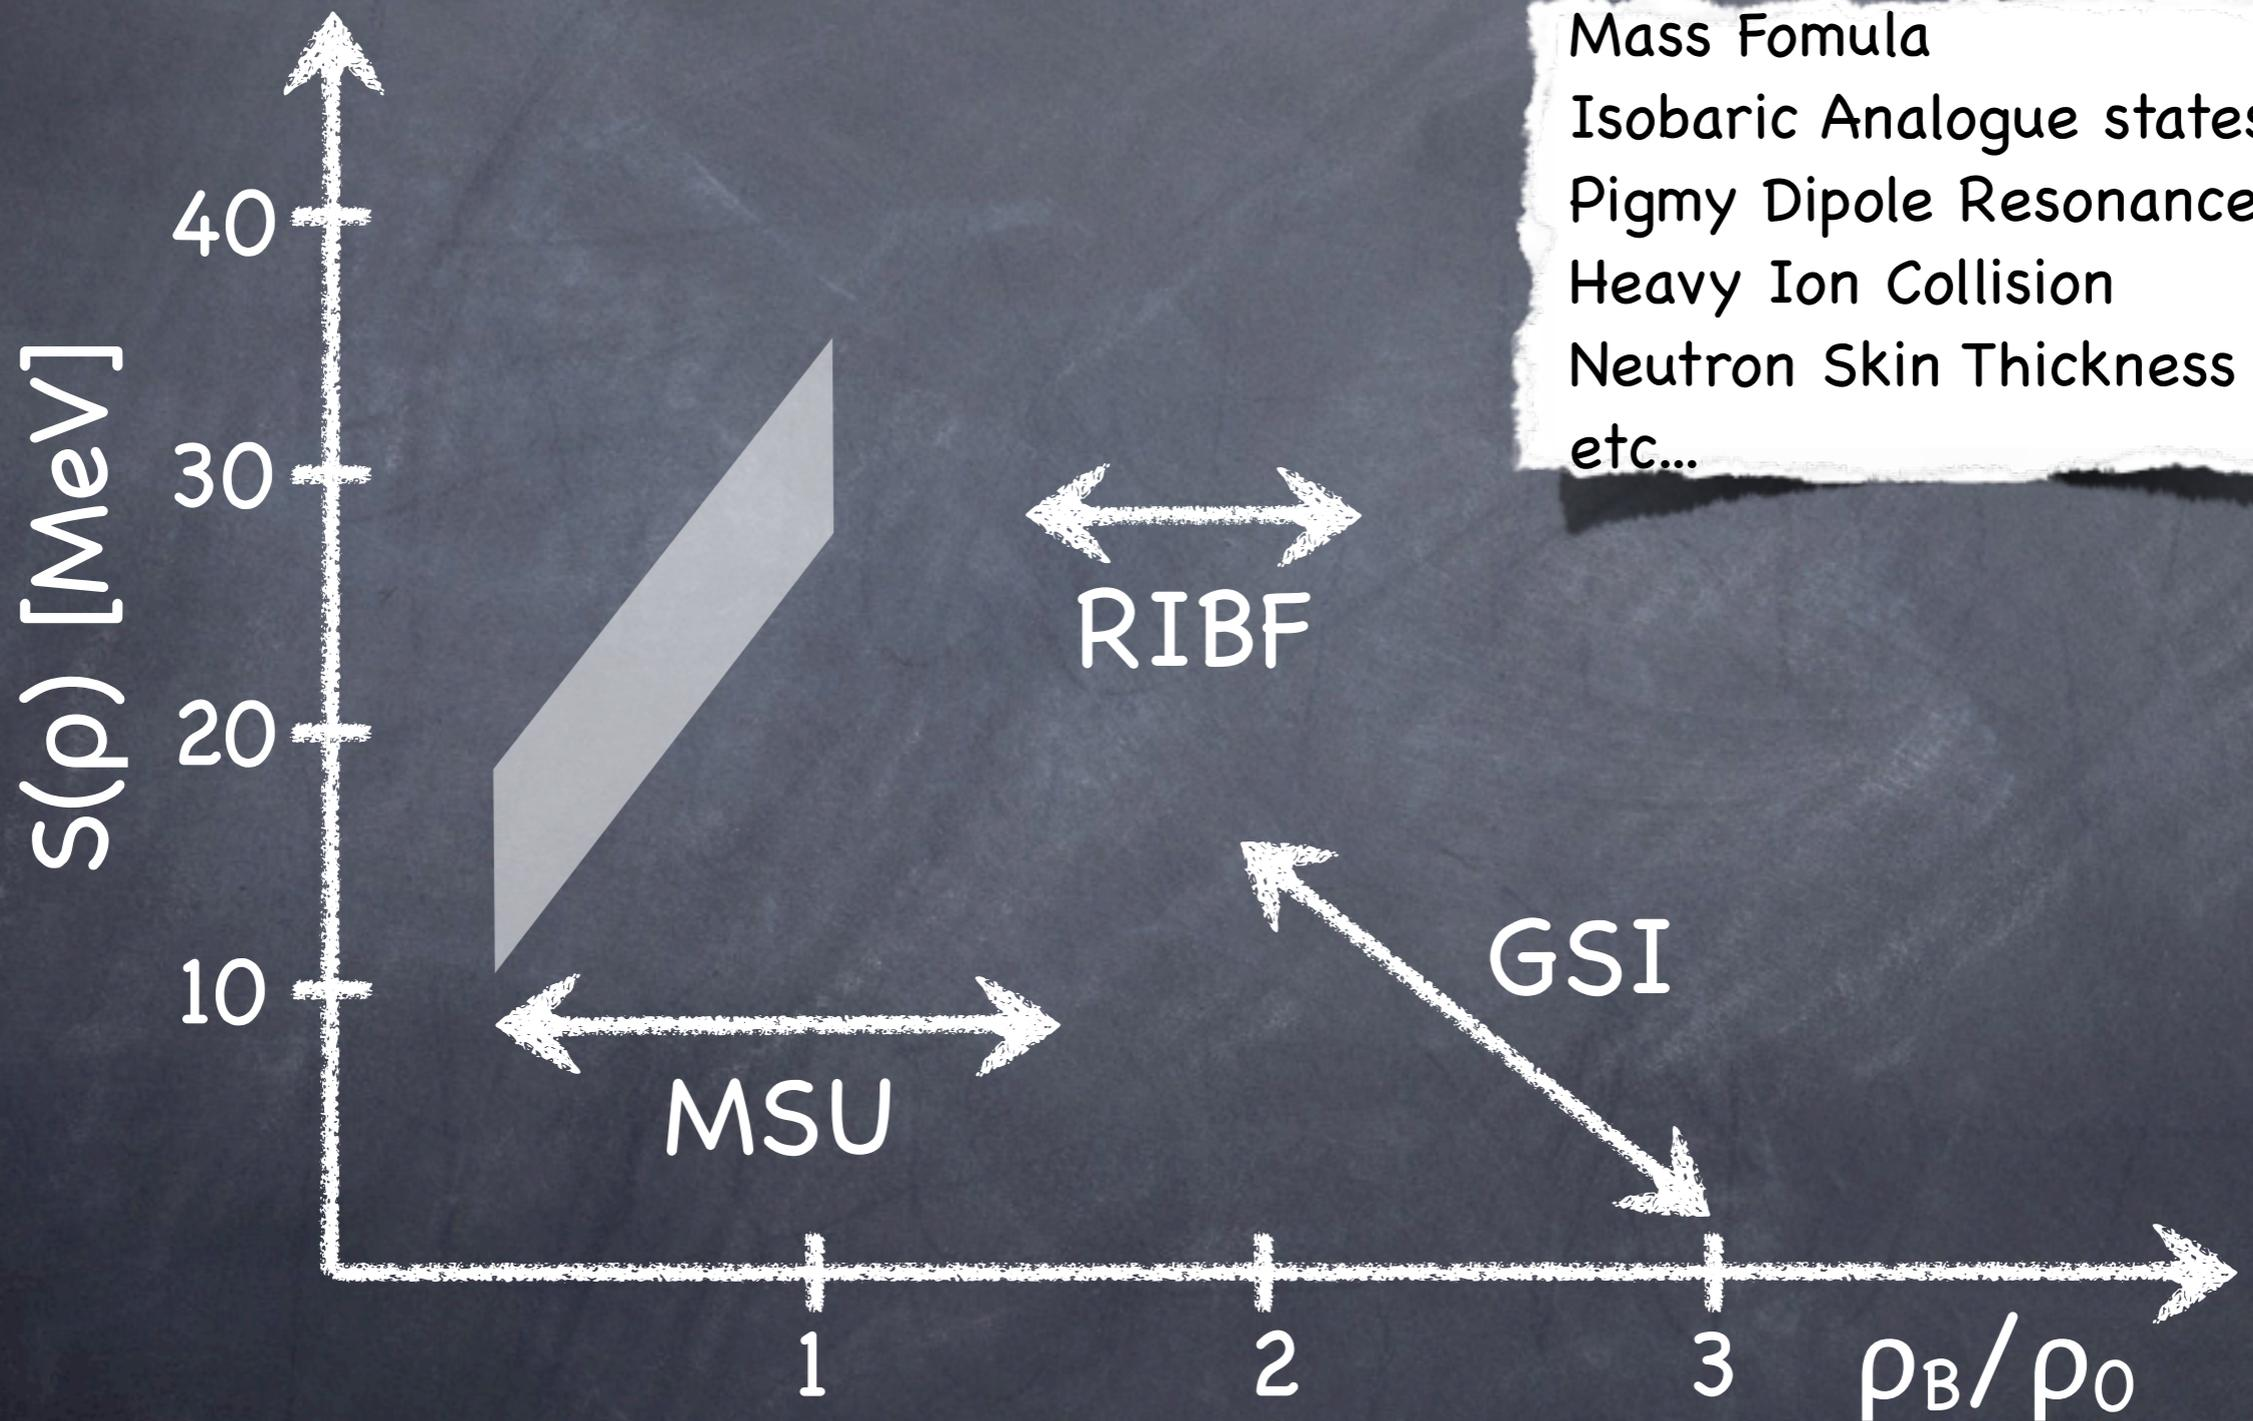 Mass Fomula
Isobaric Analogue states
Pigmy Dipole Resonance
Heavy Ion Collision
Neutron Skin Thickness
etc...
S(ρ) [MeV]
40
30
20
10
RIBF
GSI
MSU
1
2
3
ρB/ρ0